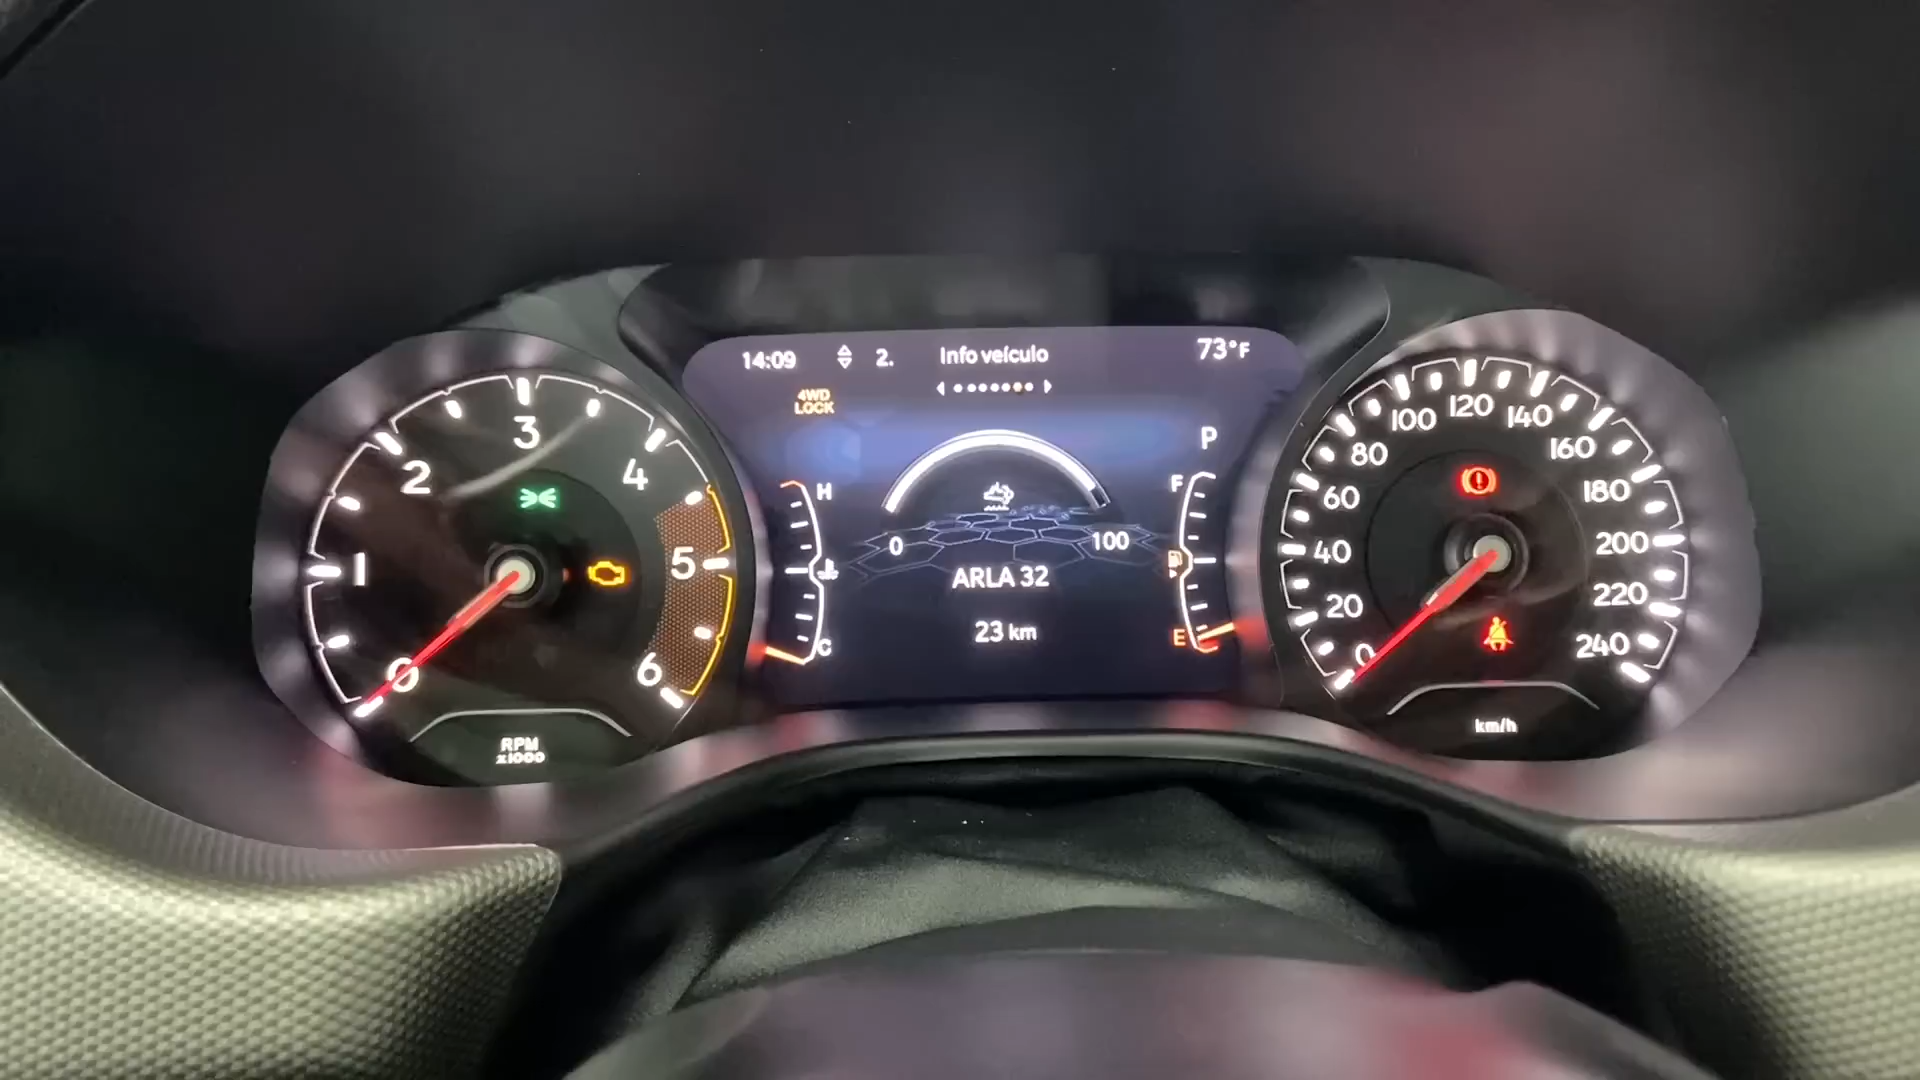 14:09 2. Info veículo 73°F
4WD
LOCK
P
H
F
C
E
0 100
ARLA 32
23 km
0 1 2 3 4 5 6
RPM
x1000
0 20 40 60 80 100 120 140 160 180 200 220 240
km/h